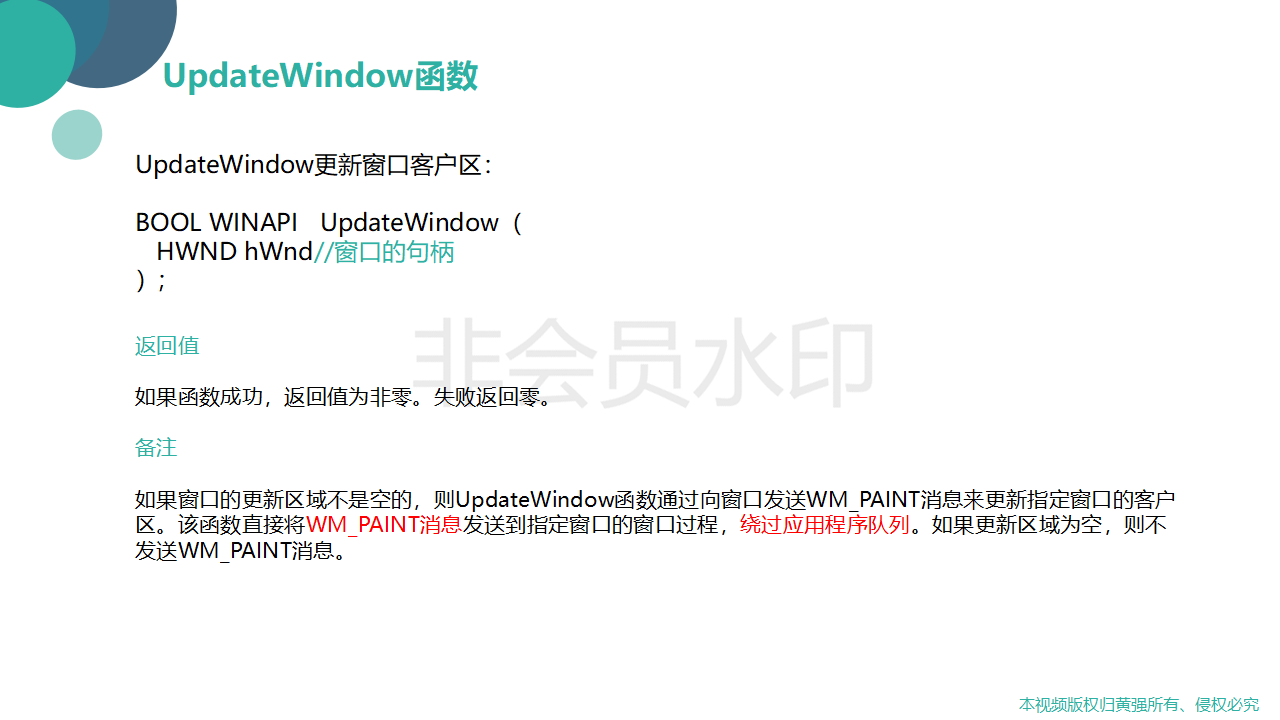 UpdateWindow函数
UpdateWindow更新窗口客户区：
BOOL WINAPI   UpdateWindow（
   HWND hWnd//窗口的句柄
）；
非会员水印
返回值
如果函数成功，返回值为非零。失败返回零。
备注
如果窗口的更新区域不是空的，则UpdateWindow函数通过向窗口发送WM_PAINT消息来更新指定窗口的客户
区。该函数直接将WM_PAINT消息发送到指定窗口的窗口过程，绕过应用程序队列。如果更新区域为空，则不
发送WM_PAINT消息。
本视频版权归黄强所有、侵权必究